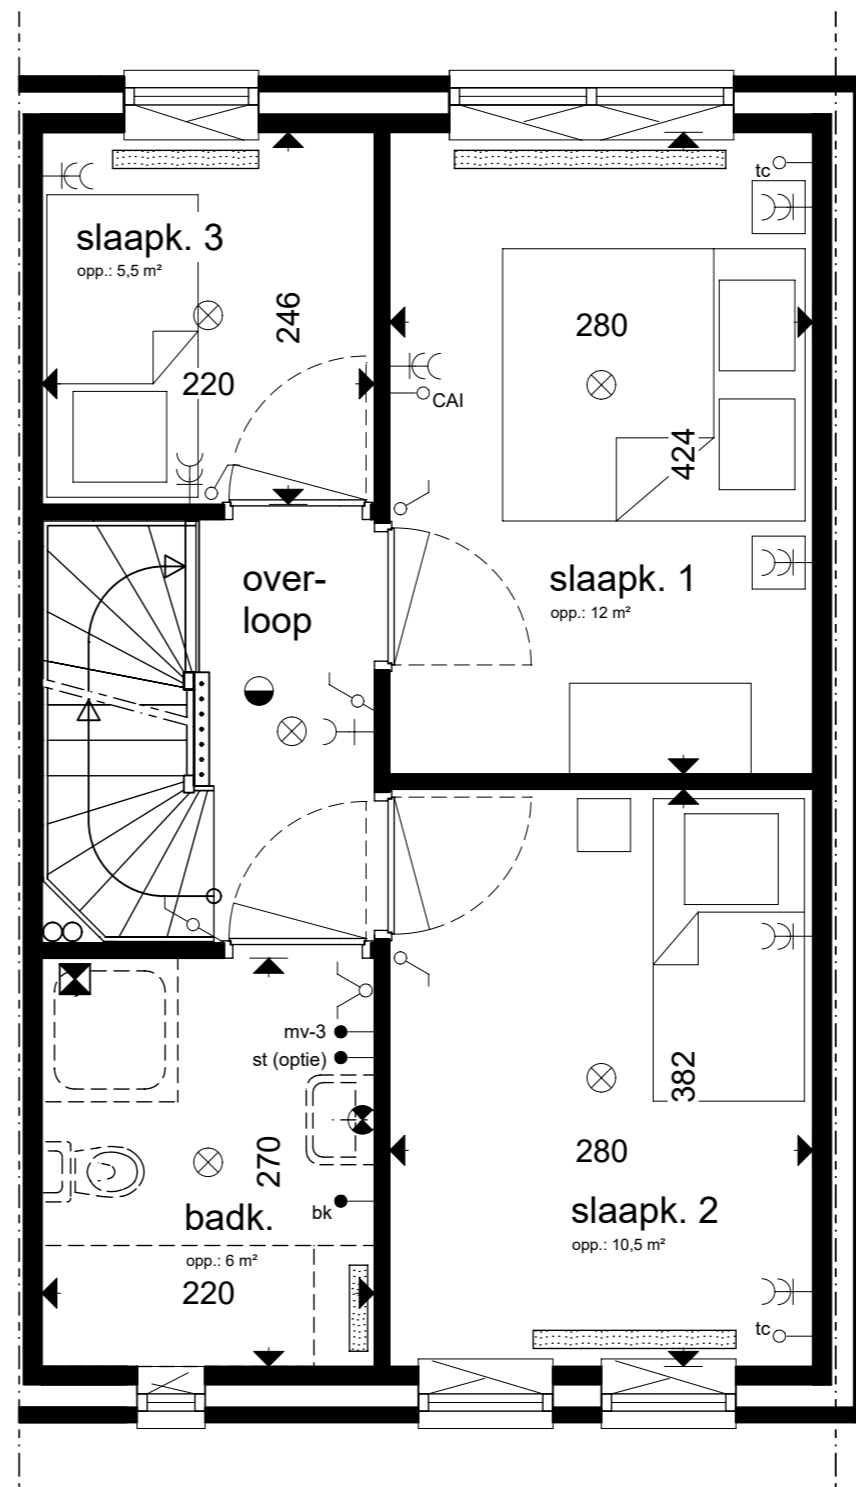 tc
slaapk. 3
opp.: 5,5 m²
246
280
220
CAI
424
over-
loop
slaapk. 1
opp.: 12 m²
mv-3
st (optie)
382
270
280
bk
badk.
slaapk. 2
opp.: 6 m²
opp.: 10,5 m²
220
tc